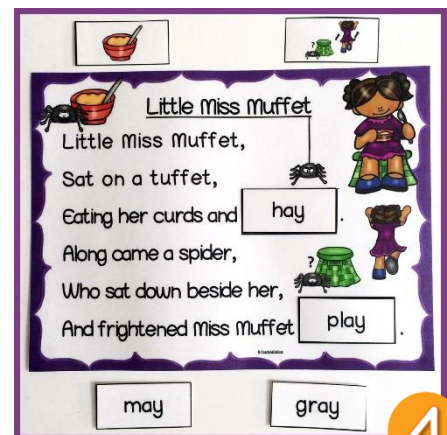 Little Miss Muffet
Little Miss Muffet,
Sat on a tuffet,
Eating her curds and hay.
Along came a spider,
Who sat down beside her,
And frightened Miss Muffet play.
may
gray
4